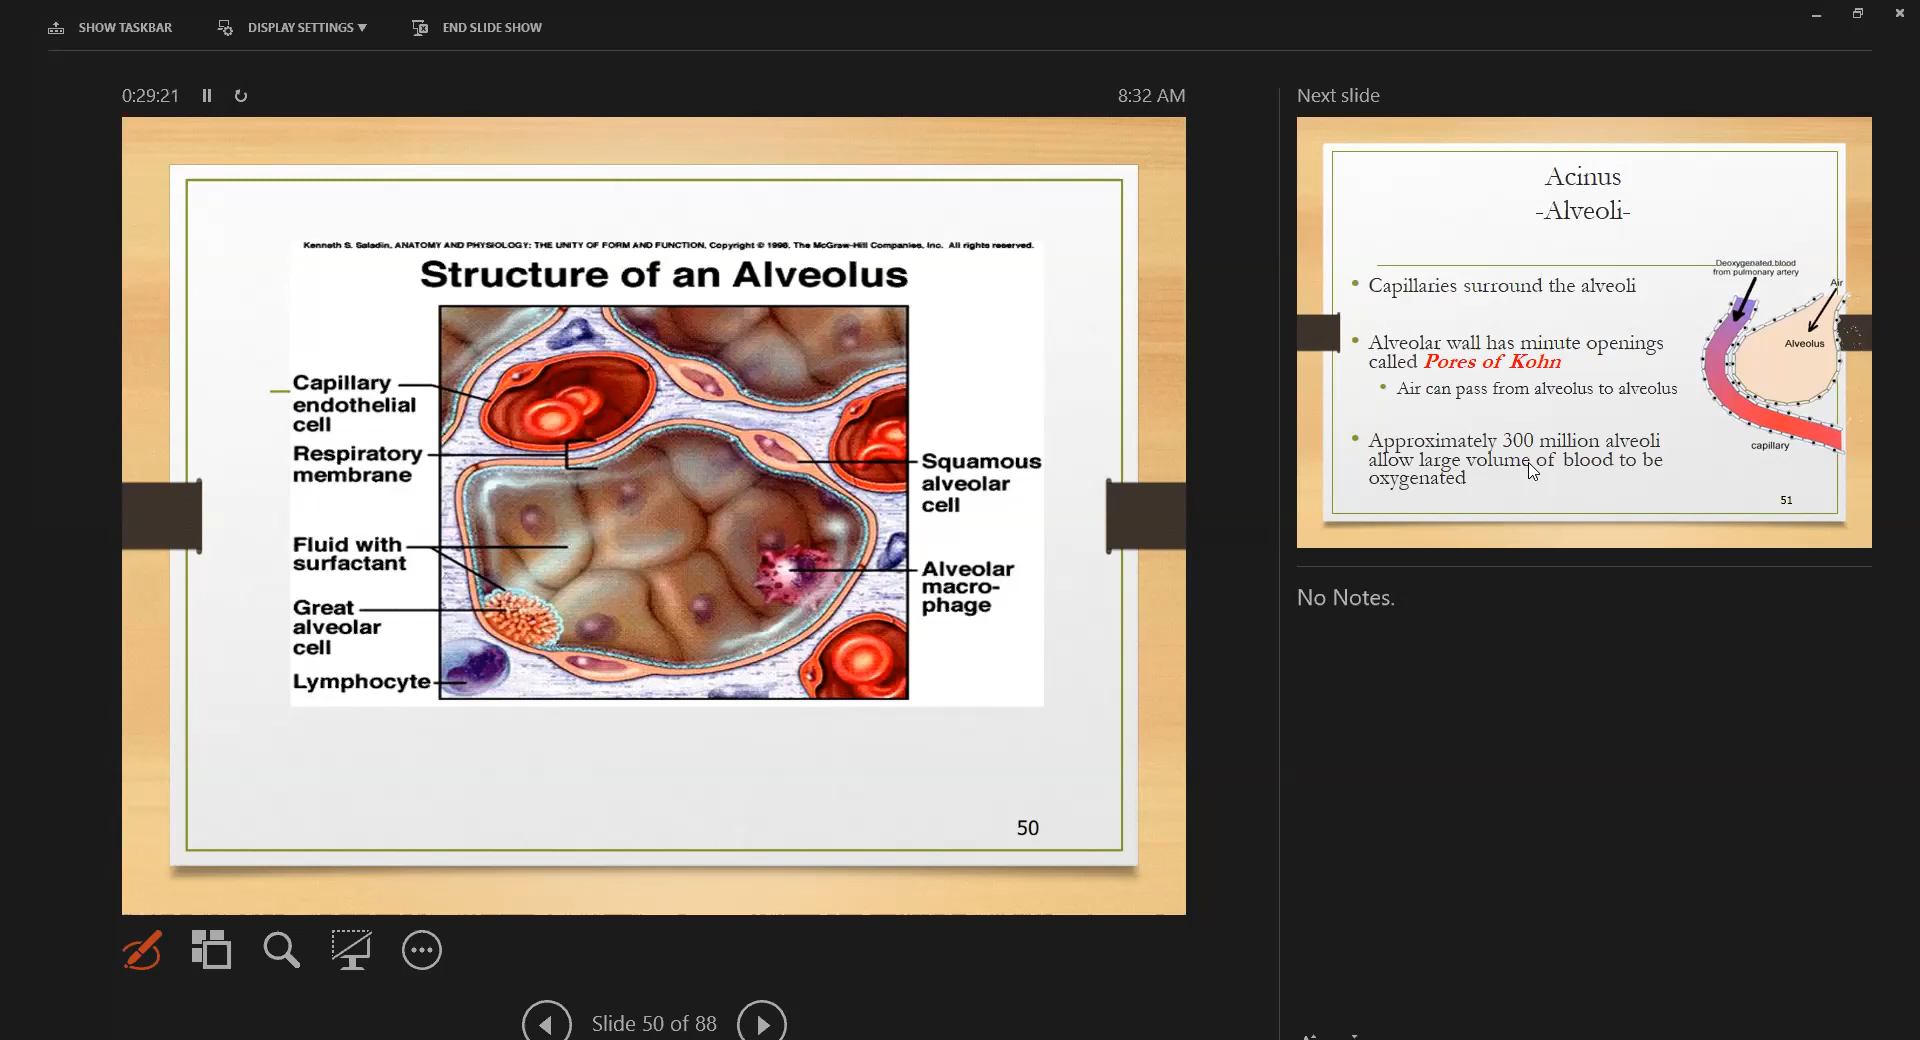 SHOW TASKBAR
DISPLAY SETTINGS
END SLIDE SHOW
0:29:21
8:32 AM
Kenneth S. Saladin, ANATOMY AND PHYSIOLOGY: THE UNITY OF FORM AND FUNCTION, Copyright © 1998, The McGraw-Hill Companies, Inc. All rights reserved.
Structure of an Alveolus
Capillary
endothelial
cell
Respiratory
membrane
Fluid with
surfactant
Great
alveolar
cell
Lymphocyte
Squamous
alveolar
cell
Alveolar
macro-
phage
50
Slide 50 of 88
Next slide
Acinus
-Alveoli-
• Capillaries surround the alveoli
• Alveolar wall has minute openings
called Pores of Kohn
• Air can pass from alveolus to alveolus
• Approximately 300 million alveoli
allow large volume of blood to be
oxygenated
Deoxygenated blood
from pulmonary artery
Air
Alveolus
capillary
51
No Notes.